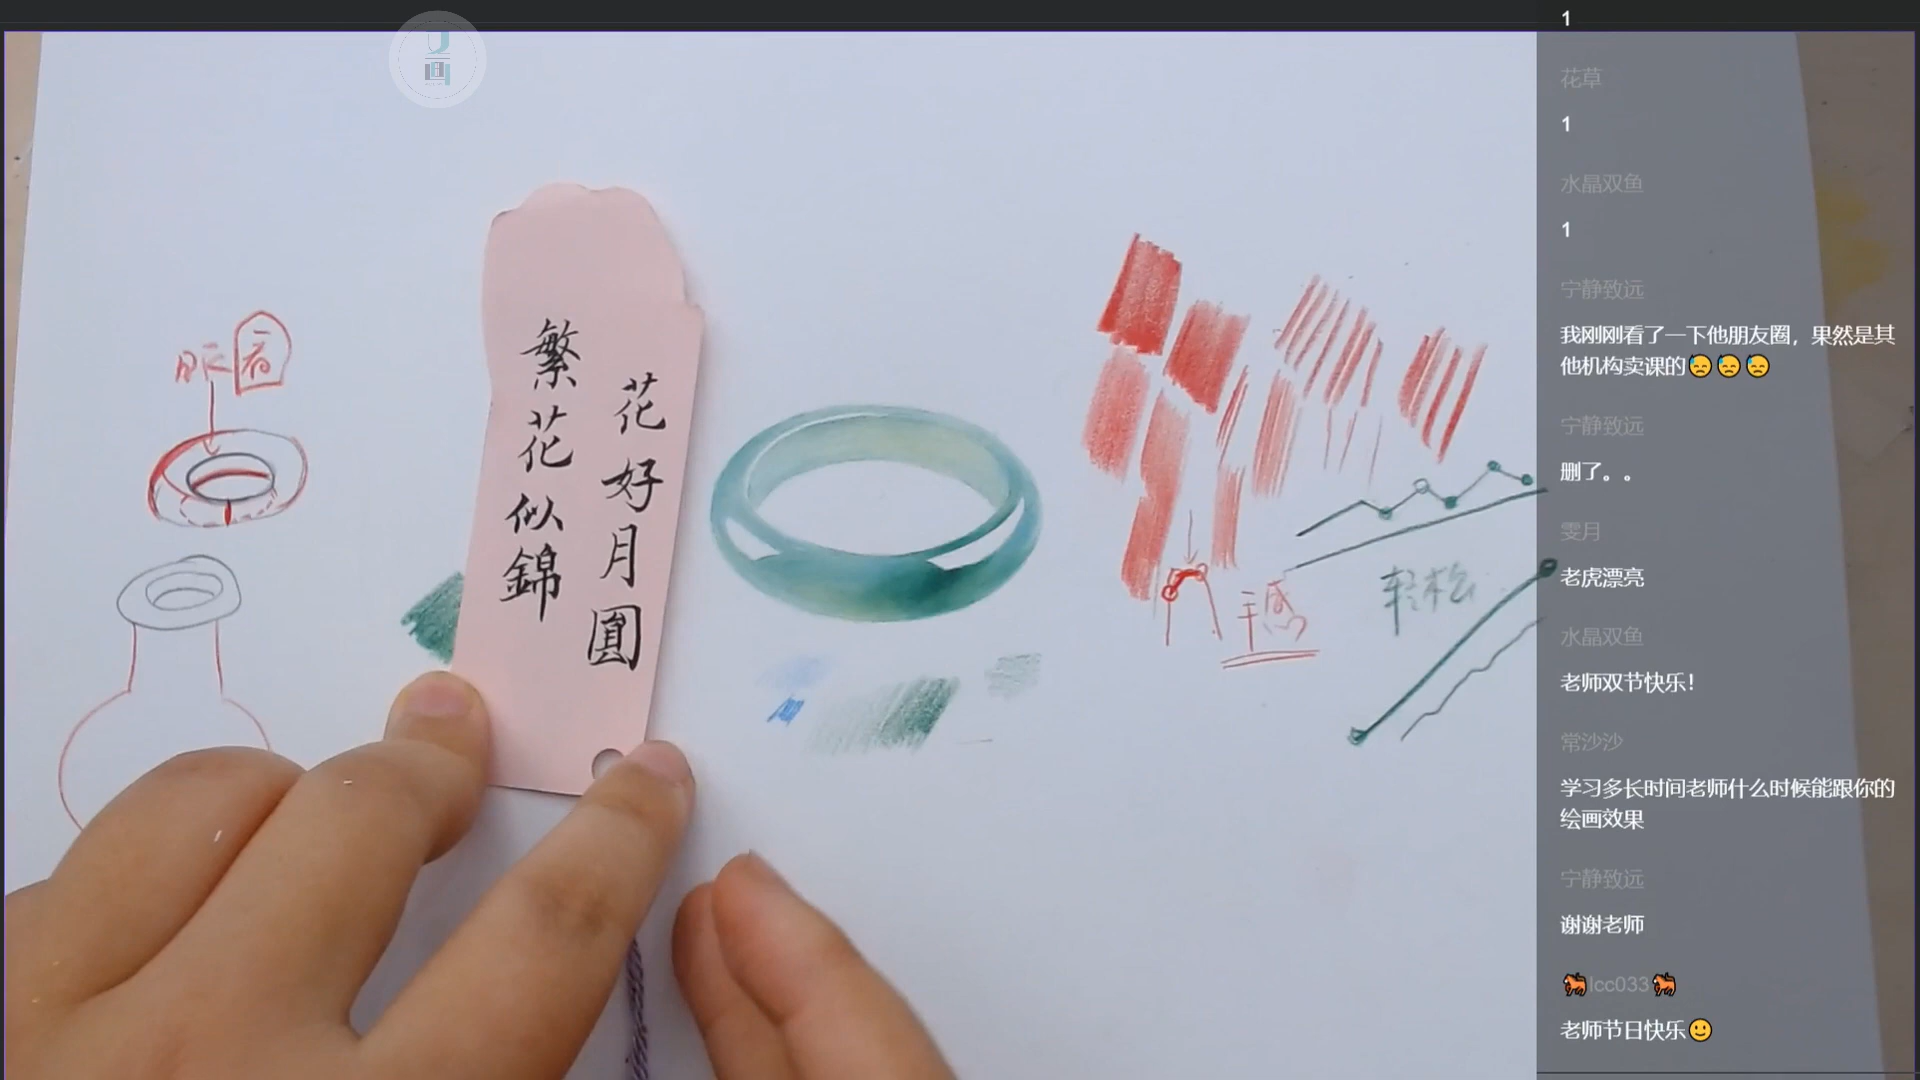 花好月圓
繁花似錦
手感
轻松
1
花草
1
水晶双鱼
1
宁静致远
我刚刚看了一下他朋友圈，果然是其
他机构卖课的😓😓😓
宁静致远
删了。。
雯月
老虎漂亮
水晶双鱼
老师双节快乐！
常沙沙
学习多长时间老师什么时候能跟你的
绘画效果
宁静致远
谢谢老师
🐂lcc033🐂
老师节日快乐🙂